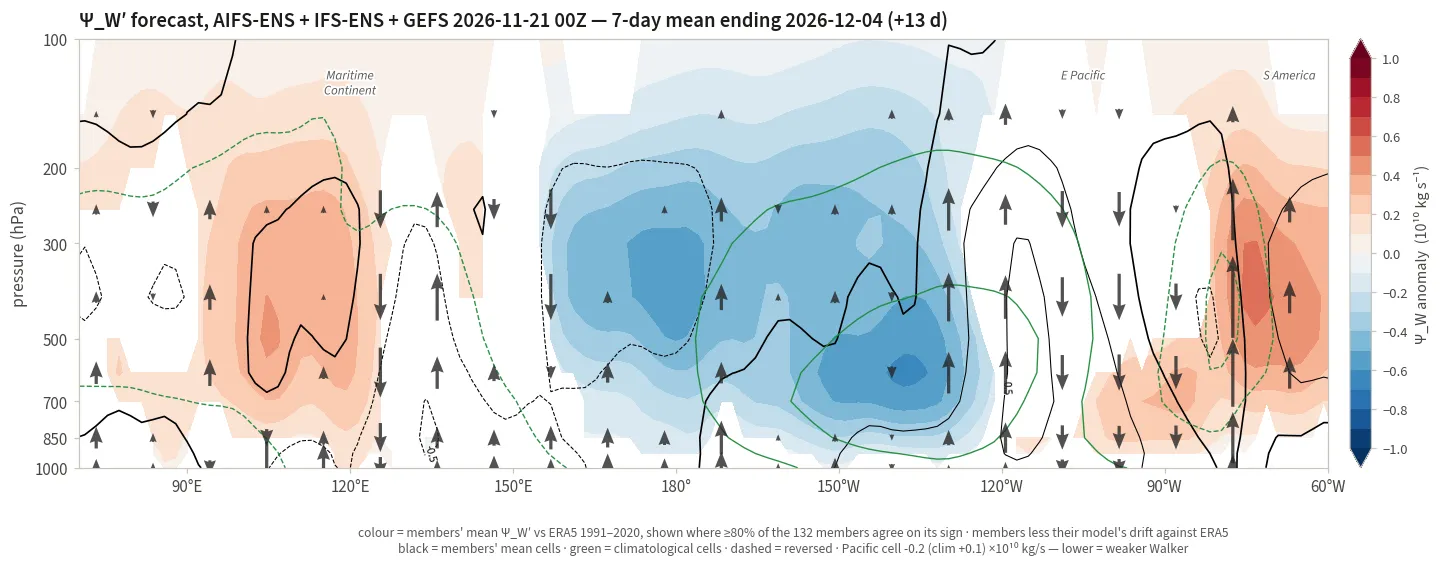 Ψ_W′ forecast, AIFS-ENS + IFS-ENS + GEFS 2026-11-21 00Z — 7-day mean ending 2026-12-04 (+13 d)
Maritime
Continent
E Pacific
S America
100
200
300
400
500
700
850
1000
pressure (hPa)
0.5
-0.5
90°E
120°E
150°E
180°
150°W
120°W
90°W
60°W
1.0
0.8
0.6
0.4
0.2
0.0
−0.2
−0.4
−0.6
−0.8
−1.0
Ψ_W anomaly (10¹⁰ kg s⁻¹)
colour = members' mean Ψ_W′ vs ERA5 1991–2020, shown where ≥80% of the 132 members agree on its sign · members less their model's drift against ERA5
black = members' mean cells · green = climatological cells · dashed = reversed · Pacific cell -0.2 (clim +0.1) ×10¹⁰ kg/s — lower = weaker Walker